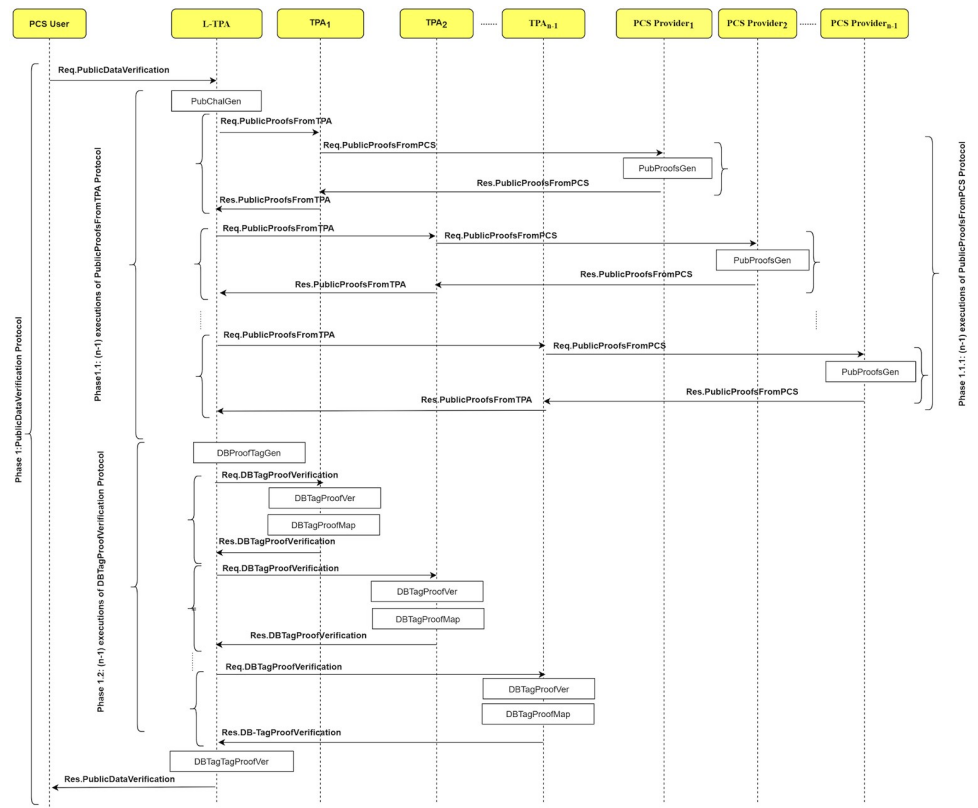 PCS User
L-TPA
TPA1
TPA2
........
TPAn-1
PCS Provider1
PCS Provider2
........
PCS Providern-1
Req.PublicDataVerification
PubChalGen
Req.PublicProofsFromTPA
Req.PublicProofsFromPCS
PubProofsGen
Res.PublicProofsFromPCS
Res.PublicProofsFromTPA
Req.PublicProofsFromTPA
Req.PublicProofsFromPCS
PubProofsGen
Res.PublicProofsFromPCS
Res.PublicProofsFromTPA
Req.PublicProofsFromTPA
Req.PublicProofsFromPCS
PubProofsGen
Res.PublicProofsFromPCS
Res.PublicProofsFromTPA
Phase1.1: (n-1) executions of PublicProofsFromTPA Protocol
Phase 1.1.1: (n-1) executions of PublicProofsFromPCS Protocol
Phase 1:PublicDataVerification Protocol
DBProofTagGen
Req.DBTagProofVerification
DBTagProofVer
DBTagProofMap
Res.DBTagProofVerification
Req.DBTagProofVerification
DBTagProofVer
DBTagProofMap
Res.DBTagProofVerification
Req.DBTagProofVerification
DBTagProofVer
DBTagProofMap
Res.DB-TagProofVerification
Phase 1.2: (n-1) executions of DBTagProofVerification Protocol
DBTagTagProofVer
Res.PublicDataVerification